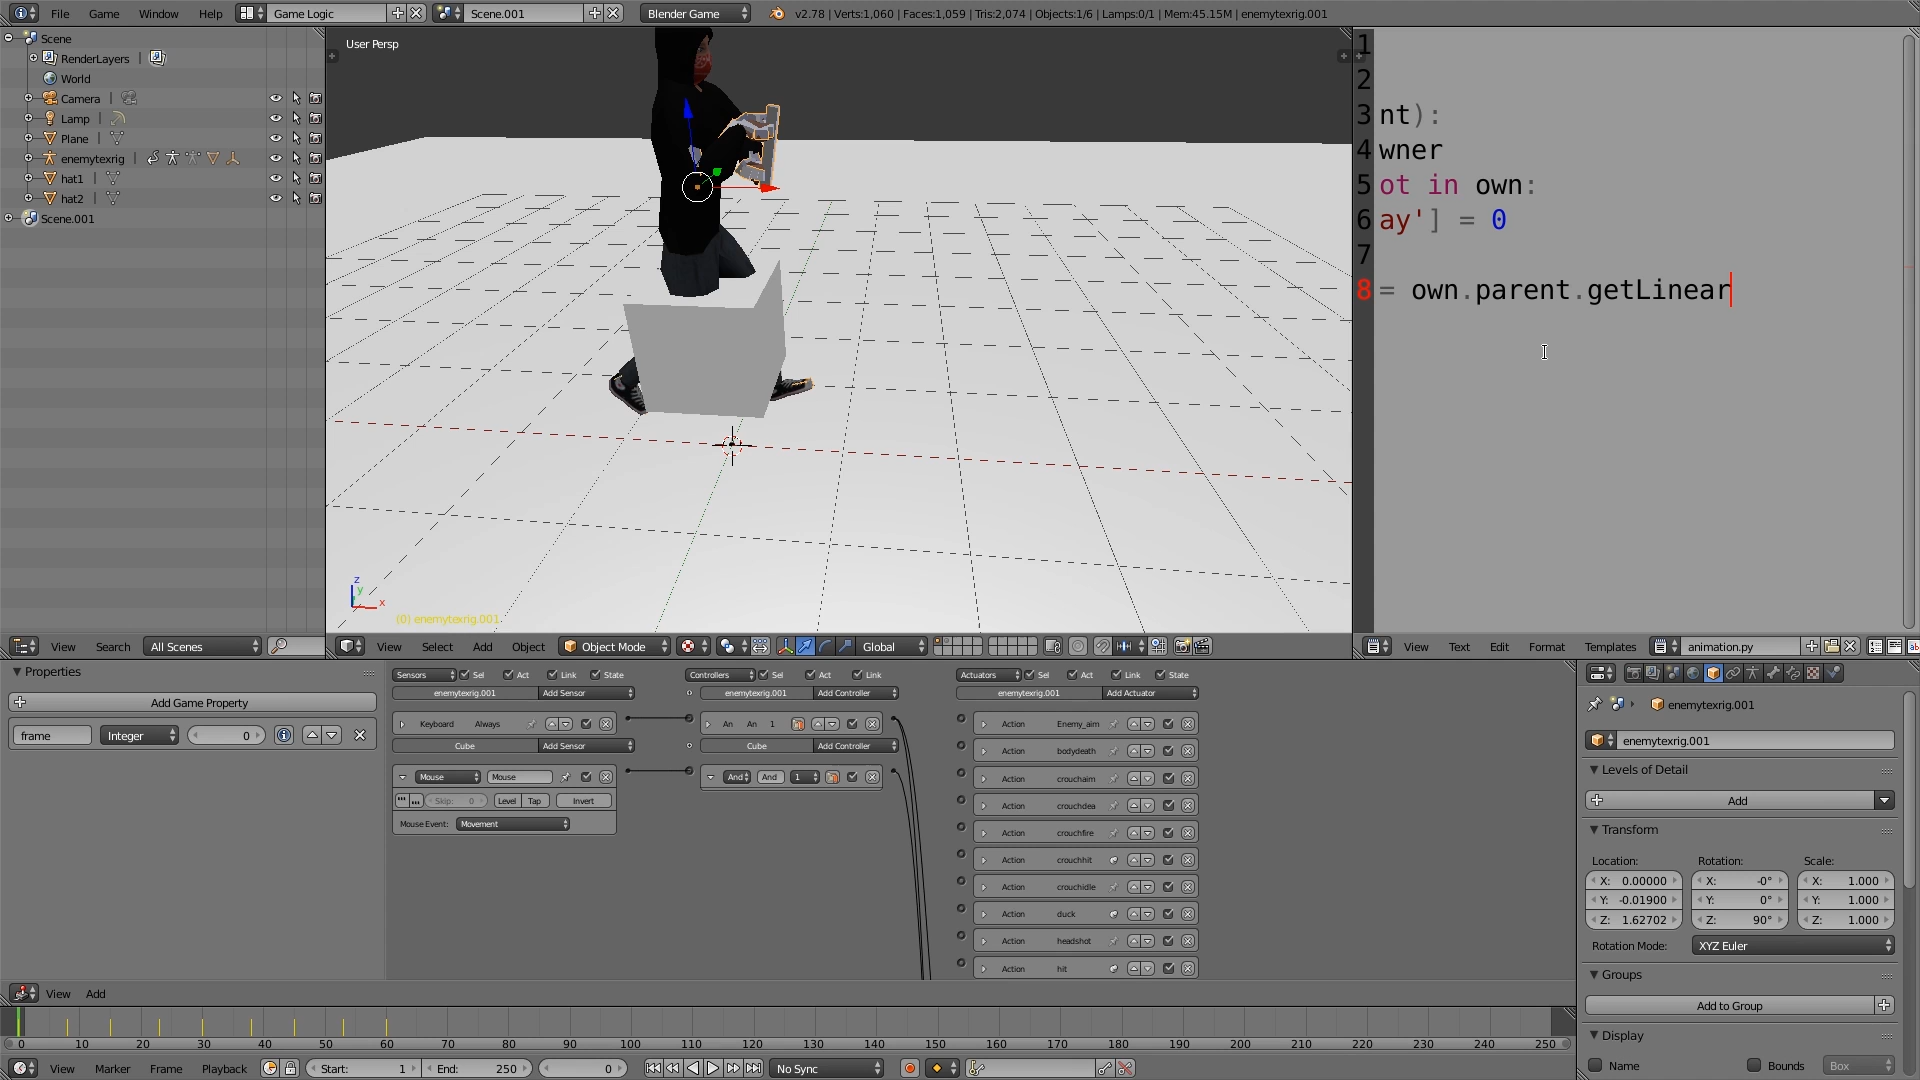 File
Game
Window
Help
Game Logic
Scene.001
Blender Game
v2.78 | Verts:1,060 | Faces:1,059 | Tris:2,074 | Objects:1/6 | Lamps:0/1 | Mem:45.15M | enemytexrig.001
Scene
RenderLayers |
World
Camera |
Lamp |
Plane |
enemytexrig |
hat1 |
hat2 |
Scene.001
User Persp
z
y
x
(0) enemytexrig.001
1
2
3 nt):
4 wner
5 ot in own:
6 ay'] = 0
7
8 = own.parent.getLinear
View
Search
All Scenes
View
Select
Add
Object
Object Mode
Global
View
Text
Edit
Format
Templates
animation.py
Properties
Add Game Property
frame
Integer
0
Sensors
Sel
Act
Link
State
enemytexrig.001
Add Sensor
Keyboard
Always
Cube
Add Sensor
Mouse
Mouse
Skip: 0
Level
Tap
Invert
Mouse Event:
Movement
Controllers
Sel
Act
Link
enemytexrig.001
Add Controller
An
An
1
Cube
Add Controller
And
And
1
Actuators
Sel
Act
Link
State
enemytexrig.001
Add Actuator
Action
Enemy_aim
Action
bodydeath
Action
crouchaim
Action
crouchdea
Action
crouchfire
Action
crouchhit
Action
crouchidle
Action
duck
Action
headshot
Action
hit
enemytexrig.001
enemytexrig.001
Levels of Detail
Add
Transform
Location:
Rotation:
Scale:
X: 0.00000
X: -0°
X: 1.000
Y: -0.01900
Y: 0°
Y: 1.000
Z: 1.62702
Z: 90°
Z: 1.000
Rotation Mode:
XYZ Euler
Groups
Add to Group
Display
Name
Bounds
Box
View
Add
0 10 20 30 40 50 60 70 80 90 100 110 120 130 140 150 160 170 180 190 200 210 220 230 240 250
View
Marker
Frame
Playback
Start: 1
End: 250
0
No Sync